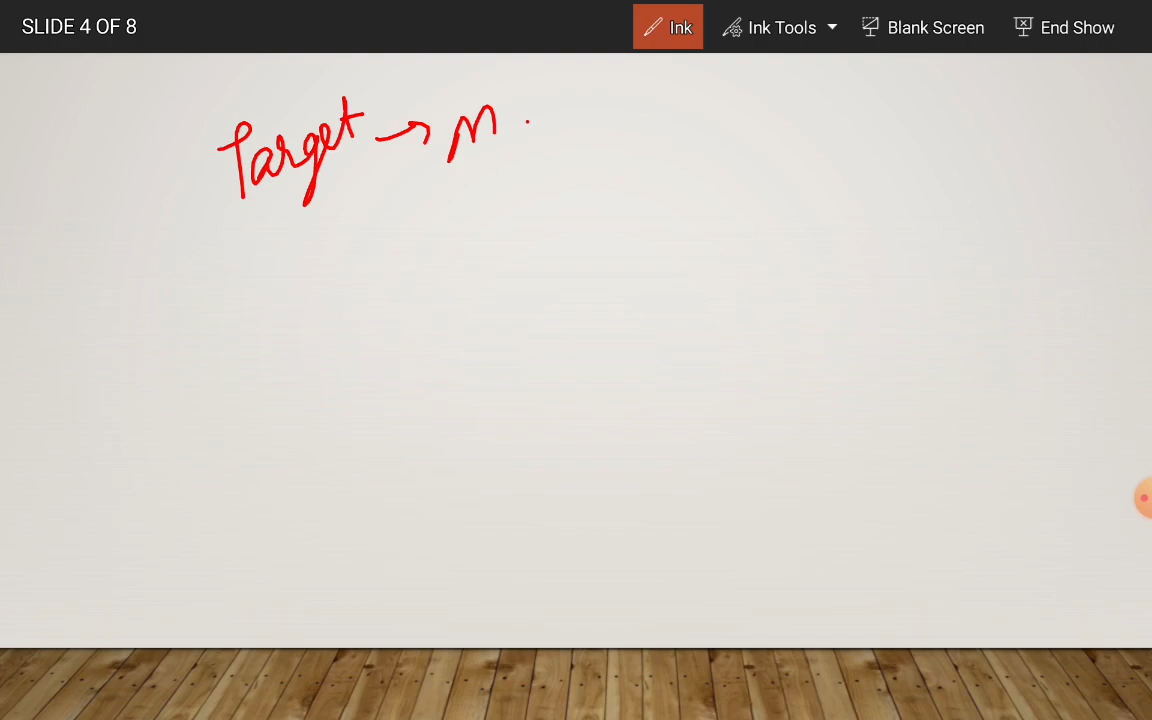 SLIDE 4 OF 8 Ink Ink Tools Blank Screen End Show
Target → M